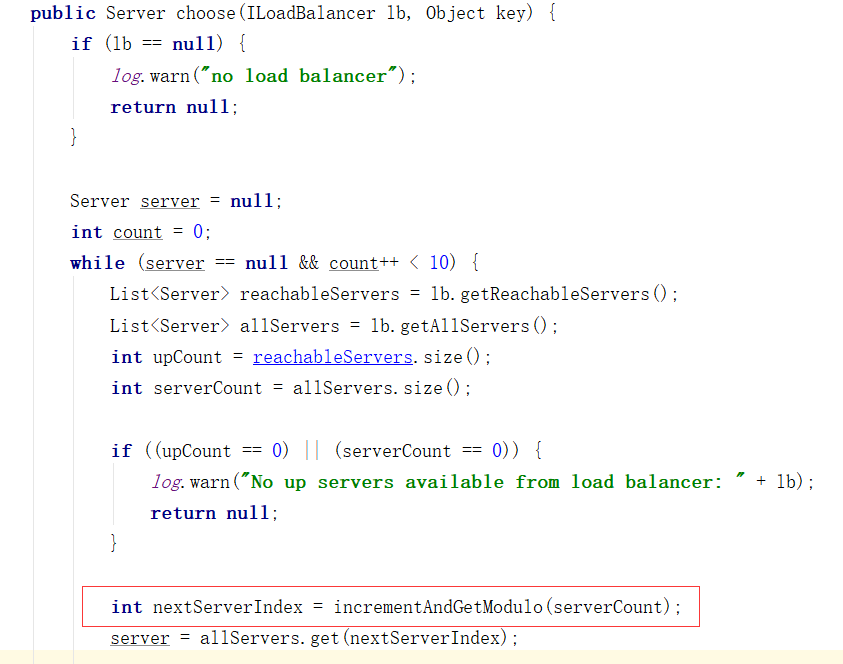 public Server choose(ILoadBalancer lb, Object key) {
if (lb == null) {
log.warn("no load balancer");
return null;
}
Server server = null;
int count = 0;
while (server == null && count++ < 10) {
List<Server> reachableServers = lb.getReachableServers();
List<Server> allServers = lb.getAllServers();
int upCount = reachableServers.size();
int serverCount = allServers.size();
if ((upCount == 0) || (serverCount == 0)) {
log.warn("No up servers available from load balancer: " + lb);
return null;
}
int nextServerIndex = incrementAndGetModulo(serverCount);
server = allServers.get(nextServerIndex);